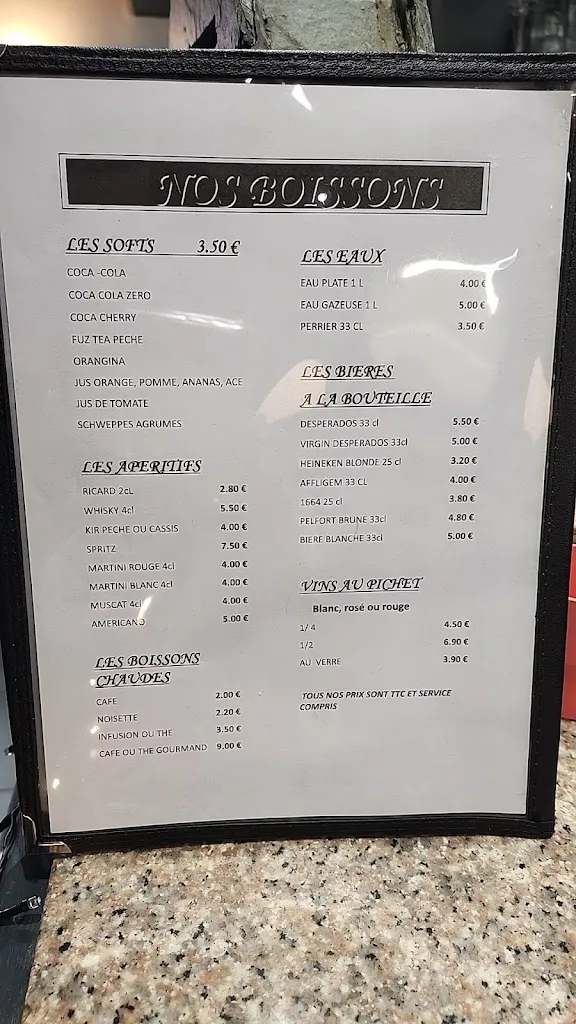 NOS BOISSONS
LES SOFTS 3.50 €
COCA -COLA
COCA COLA ZERO
COCA CHERRY
FUZ TEA PECHE
ORANGINA
JUS ORANGE, POMME, ANANAS, ACE
JUS DE TOMATE
SCHWEPPES AGRUMES
LES APERITIFS
RICARD 2cL 2.80 €
WHISKY 4cl 5.50 €
KIR PECHE OU CASSIS 4.00 €
SPRITZ 7.50 €
MARTINI ROUGE 4cl 4.00 €
MARTINI BLANC 4cl 4.00 €
MUSCAT 4cl 4.00 €
AMERICANO 5.00 €
LES BOISSONS
CHAUDES
CAFE 2.00 €
NOISETTE 2.20 €
INFUSION OU THE 3.50 €
CAFE OU THE GOURMAND 9.00 €
LES EAUX
EAU PLATE 1 L 4.00 €
EAU GAZEUSE 1 L 5.00 €
PERRIER 33 CL 3.50 €
LES BIERES
A LA BOUTEILLE
DESPERADOS 33 cl 5.50 €
VIRGIN DESPERADOS 33cl 5.00 €
HEINEKEN BLONDE 25 cl 3.20 €
AFFLIGEM 33 CL 4.00 €
1664 25 cl 3.80 €
PELFORT BRUNE 33cl 4.80 €
BIERE BLANCHE 33cl 5.00 €
VINS AU PICHET
Blanc, rosé ou rouge
1/ 4 4.50 €
1/2 6.90 €
AU VERRE 3.90 €
TOUS NOS PRIX SONT TTC ET SERVICE
COMPRIS